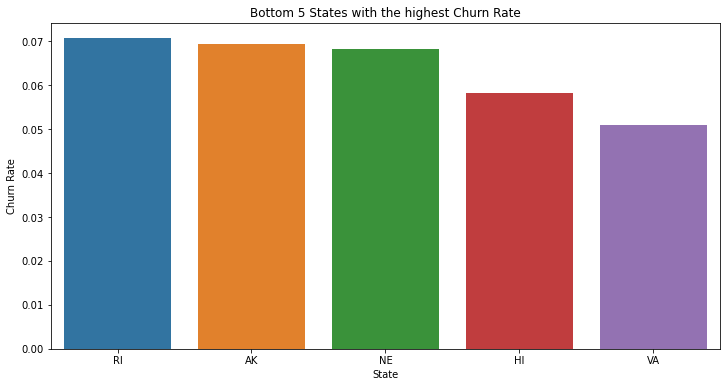 Bottom 5 States with the highest Churn Rate
0.07
0.06
0.05
0.04
0.03
0.02
0.01
0.00
Churn Rate
RI AK NE HI VA
State